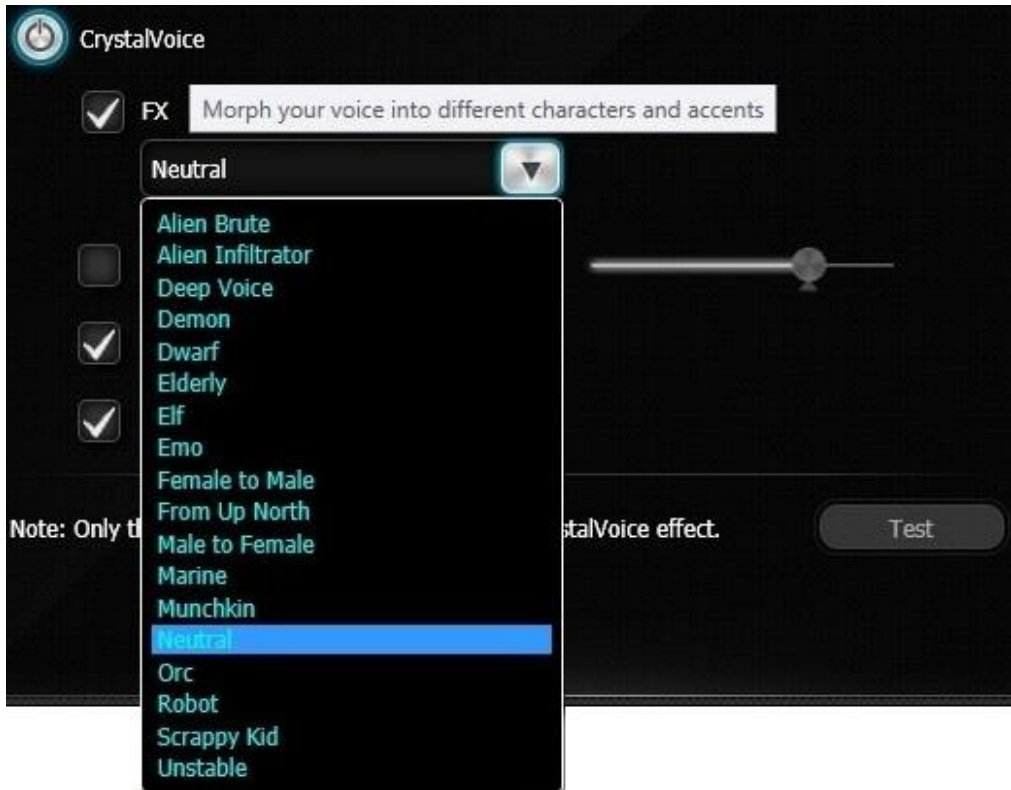 CrystalVoice
FX Morph your voice into different characters and accents
Neutral
Alien Brute
Alien Infiltrator
Deep Voice
Demon
Dwarf
Elderly
Elf
Emo
Female to Male
From Up North
Male to Female
Marine
Munchkin
Neutral
Orc
Robot
Scrappy Kid
Unstable
Note: Only stalVoice effect.
Test